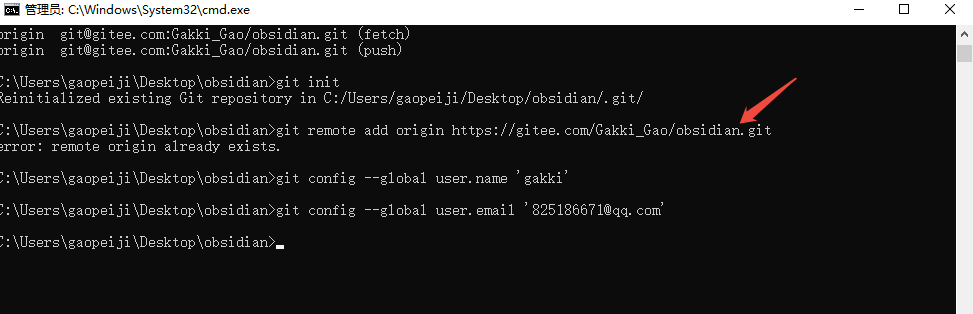 管理员: C:\Windows\System32\cmd.exe
origin  git@gitee.com:Gakki_Gao/obsidian.git (fetch)
origin  git@gitee.com:Gakki_Gao/obsidian.git (push)
C:\Users\gaopeiji\Desktop\obsidian>git init
Reinitialized existing Git repository in C:/Users/gaopeiji/Desktop/obsidian/.git/
C:\Users\gaopeiji\Desktop\obsidian>git remote add origin https://gitee.com/Gakki_Gao/obsidian.git
error: remote origin already exists.
C:\Users\gaopeiji\Desktop\obsidian>git config --global user.name 'gakki'
C:\Users\gaopeiji\Desktop\obsidian>git config --global user.email '825186671@qq.com'
C:\Users\gaopeiji\Desktop\obsidian>